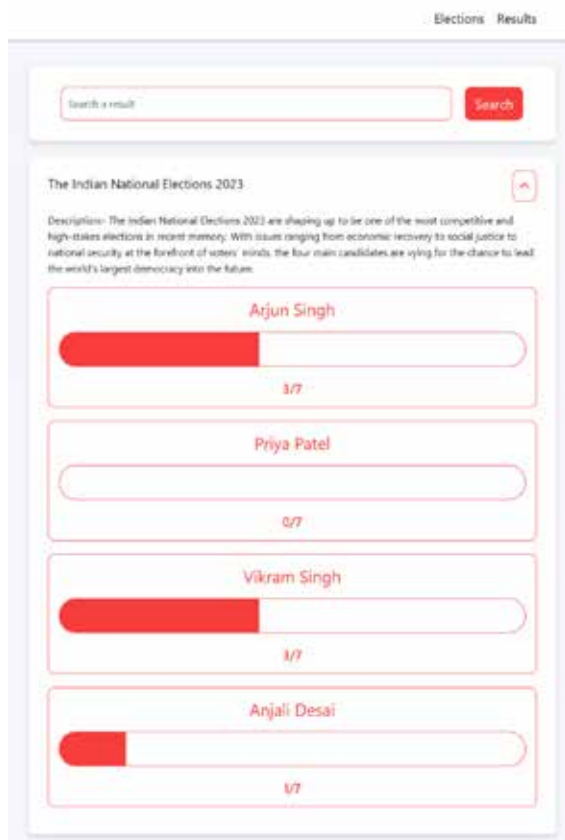 Elections Results
Search a result
Search
The Indian National Elections 2023
Description:- The Indian National Elections 2023 are shaping up to be one of the most competitive and
high-stakes elections in recent memory. With issues ranging from economic recovery to social justice to
national security at the forefront of voters' minds, the four main candidates are vying for the chance to lead
the world's largest democracy into the future.
Arjun Singh
3/7
Priya Patel
0/7
Vikram Singh
3/7
Anjali Desai
1/7